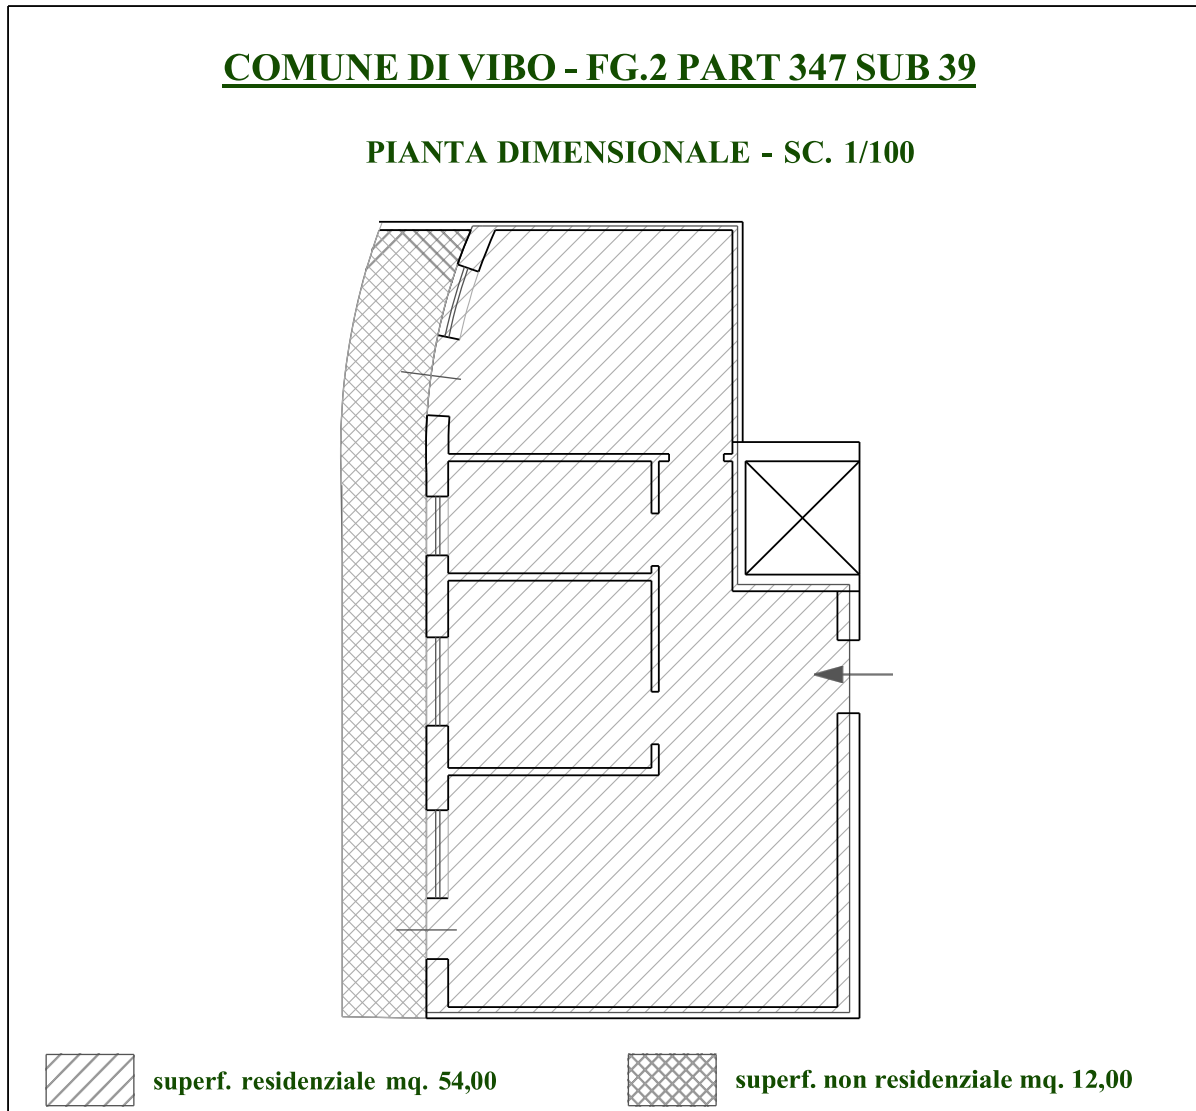 COMUNE DI VIBO - FG.2 PART 347 SUB 39
PIANTA DIMENSIONALE - SC. 1/100
superf. residenziale mq. 54,00
superf. non residenziale mq. 12,00